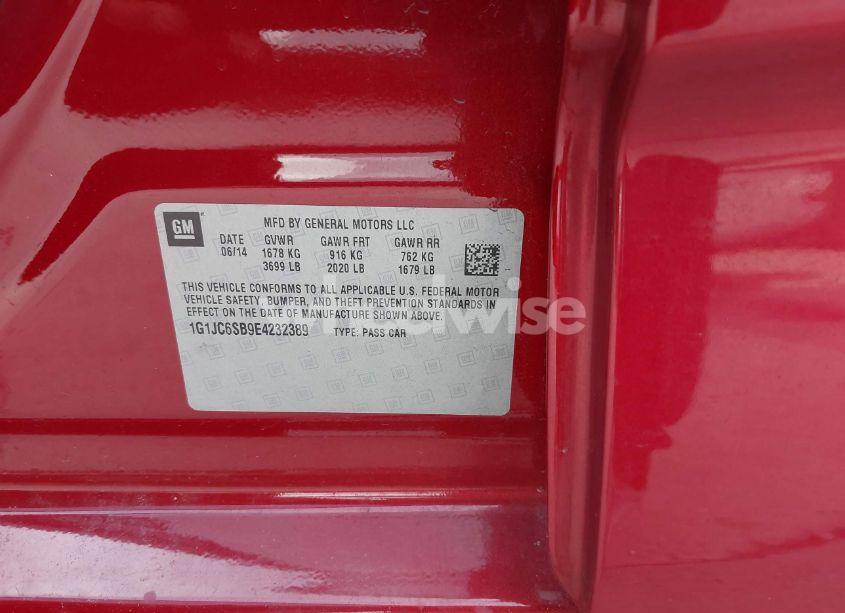 GM
MFD BY GENERAL MOTORS LLC
DATE GVWR GAWR FRT GAWR RR
06/14 1678 KG 916 KG 762 KG
3699 LB 2020 LB 1679 LB
THIS VEHICLE CONFORMS TO ALL APPLICABLE U.S. FEDERAL MOTOR
VEHICLE SAFETY, BUMPER, AND THEFT PREVENTION STANDARDS IN
EFFECT ON THE DATE OF MANUFACTURE SHOWN ABOVE.
1G1JC6SB9E4232389 TYPE: PASS CAR